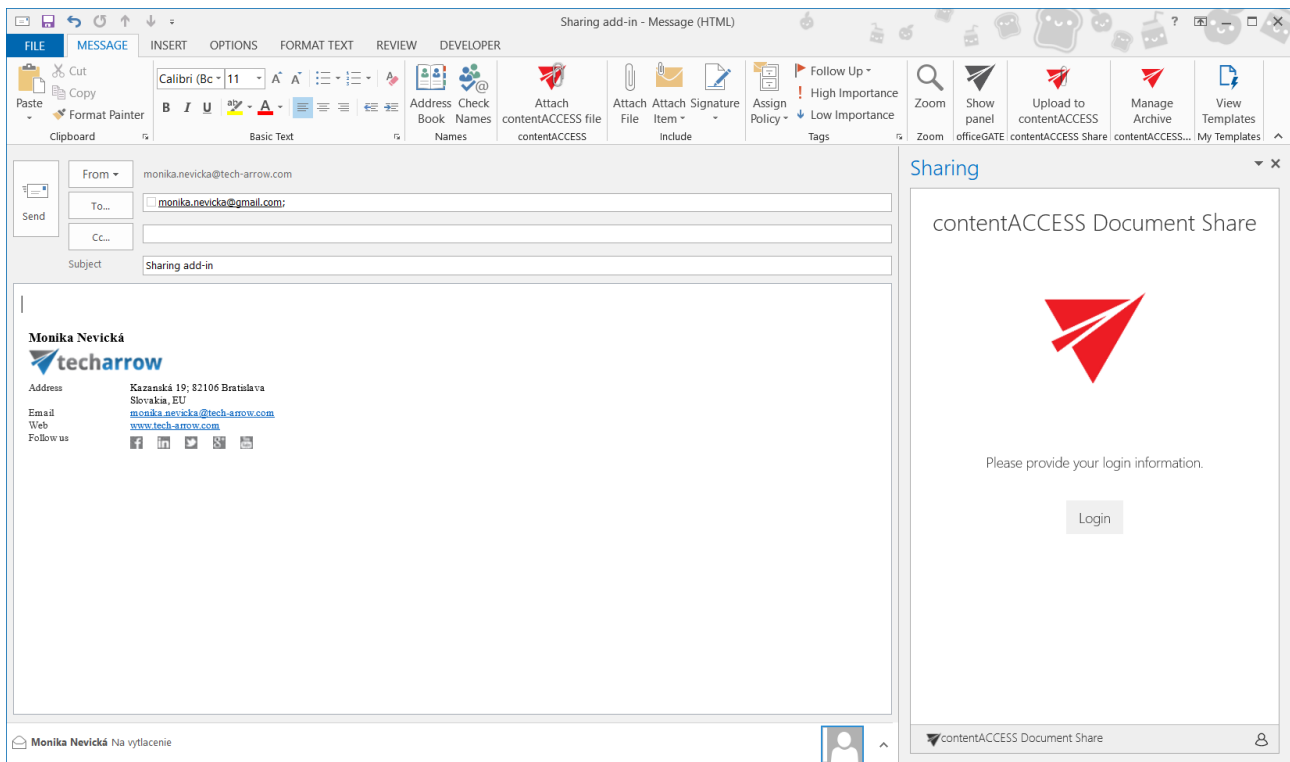 Sharing add-in - Message (HTML)
?
FILE MESSAGE INSERT OPTIONS FORMAT TEXT REVIEW DEVELOPER
Paste
Cut
Copy
Format Painter
Clipboard
Calibri (Bc 11
B I U
Basic Text
Address Book
Check Names
Names
Attach contentACCESS file
contentACCESS
Attach File
Attach Item
Signature
Include
Assign Policy
Follow Up
High Importance
Low Importance
Tags
Zoom
Zoom
Show panel
officeGATE
Upload to contentACCESS
contentACCESS Share
Manage Archive
contentACCESS...
View Templates
My Templates
Send
From
monika.nevicka@tech-arrow.com
To...
monika.nevicka@gmail.com;
Cc...
Subject
Sharing add-in
Monika Nevická
techarrow
Address Kazanská 19; 82106 Bratislava
Slovakia, EU
Email monika.nevicka@tech-arrow.com
Web www.tech-arrow.com
Follow us
Monika Nevická Na vytlacenie
Sharing
contentACCESS Document Share
Please provide your login information.
Login
contentACCESS Document Share